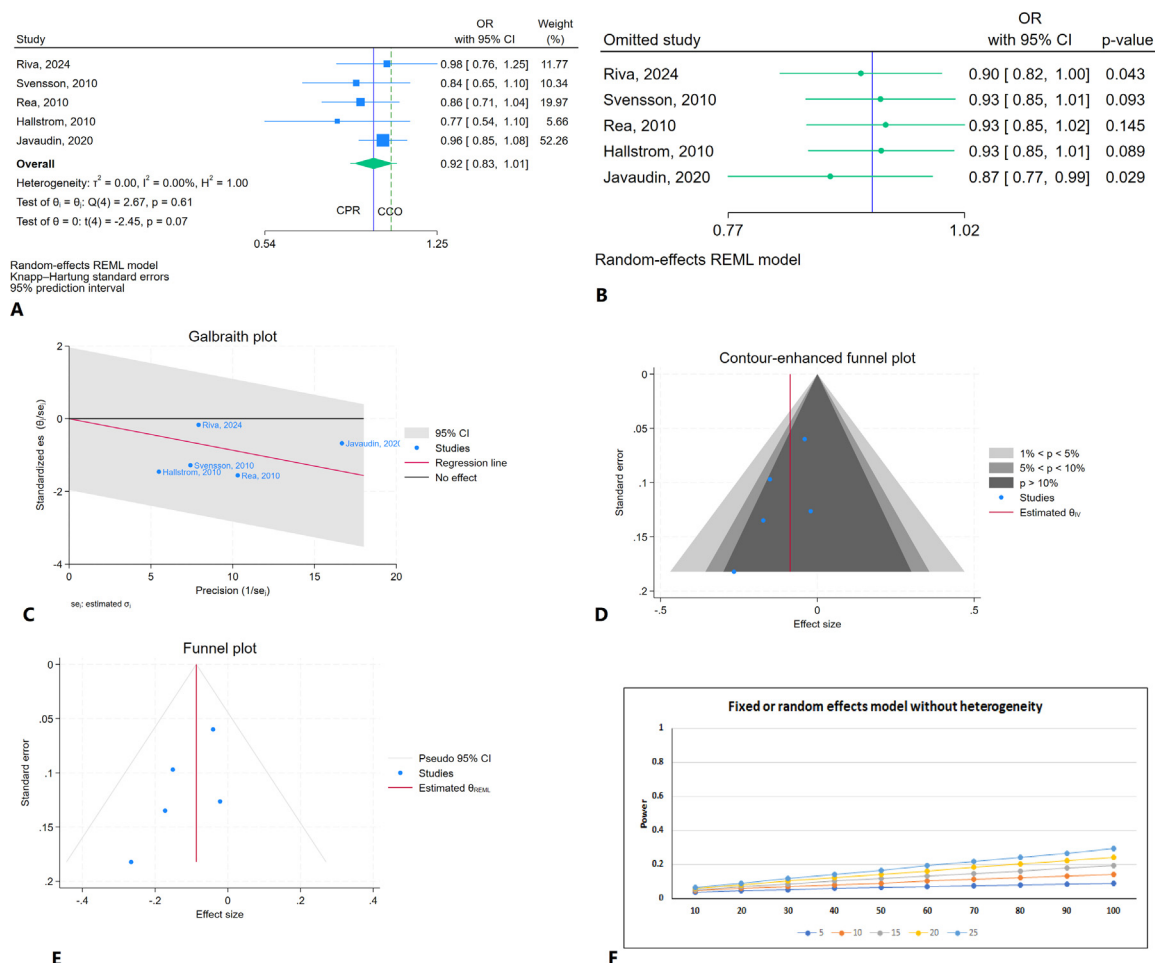 OR Weight
Study with 95% CI (%)
Riva, 2024 0.98 [ 0.76, 1.25] 11.77
Svensson, 2010 0.84 [ 0.65, 1.10] 10.34
Rea, 2010 0.86 [ 0.71, 1.04] 19.97
Hallstrom, 2010 0.77 [ 0.54, 1.10] 5.66
Javaudin, 2020 0.96 [ 0.85, 1.08] 52.26
Overall 0.92 [ 0.83, 1.01]
Heterogeneity: τ² = 0.00, I² = 0.00%, H² = 1.00
Test of θᵢ = θⱼ: Q(4) = 2.67, p = 0.61
Test of θ = 0: t(4) = -2.45, p = 0.07
CPR CCO
0.54 1.25
Random-effects REML model
Knapp–Hartung standard errors
95% prediction interval
A
OR
Omitted study with 95% CI p-value
Riva, 2024 0.90 [ 0.82, 1.00] 0.043
Svensson, 2010 0.93 [ 0.85, 1.01] 0.093
Rea, 2010 0.93 [ 0.85, 1.02] 0.145
Hallstrom, 2010 0.93 [ 0.85, 1.01] 0.089
Javaudin, 2020 0.87 [ 0.77, 0.99] 0.029
0.77 1.02
Random-effects REML model
B
Galbraith plot
Standardized es (θⱼ/seⱼ)
2
0
-2
-4
Riva, 2024
Javaudin, 2020
Svensson, 2010
Hallstrom, 2010
Rea, 2010
0 5 10 15 20
Precision (1/seⱼ)
seⱼ: estimated σⱼ
95% CI
Studies
Regression line
No effect
C
Contour-enhanced funnel plot
Standard error
0
.05
.1
.15
.2
-.5 0 .5
Effect size
1% < p < 5%
5% < p < 10%
p > 10%
Studies
Estimated θIV
D
Funnel plot
Standard error
0
.05
.1
.15
.2
-.4 -.2 0 .2 .4
Effect size
Pseudo 95% CI
Studies
Estimated θREML
E
Fixed or random effects model without heterogeneity
Power
1
0.8
0.6
0.4
0.2
0
10 20 30 40 50 60 70 80 90 100
5 10 15 20 25
F